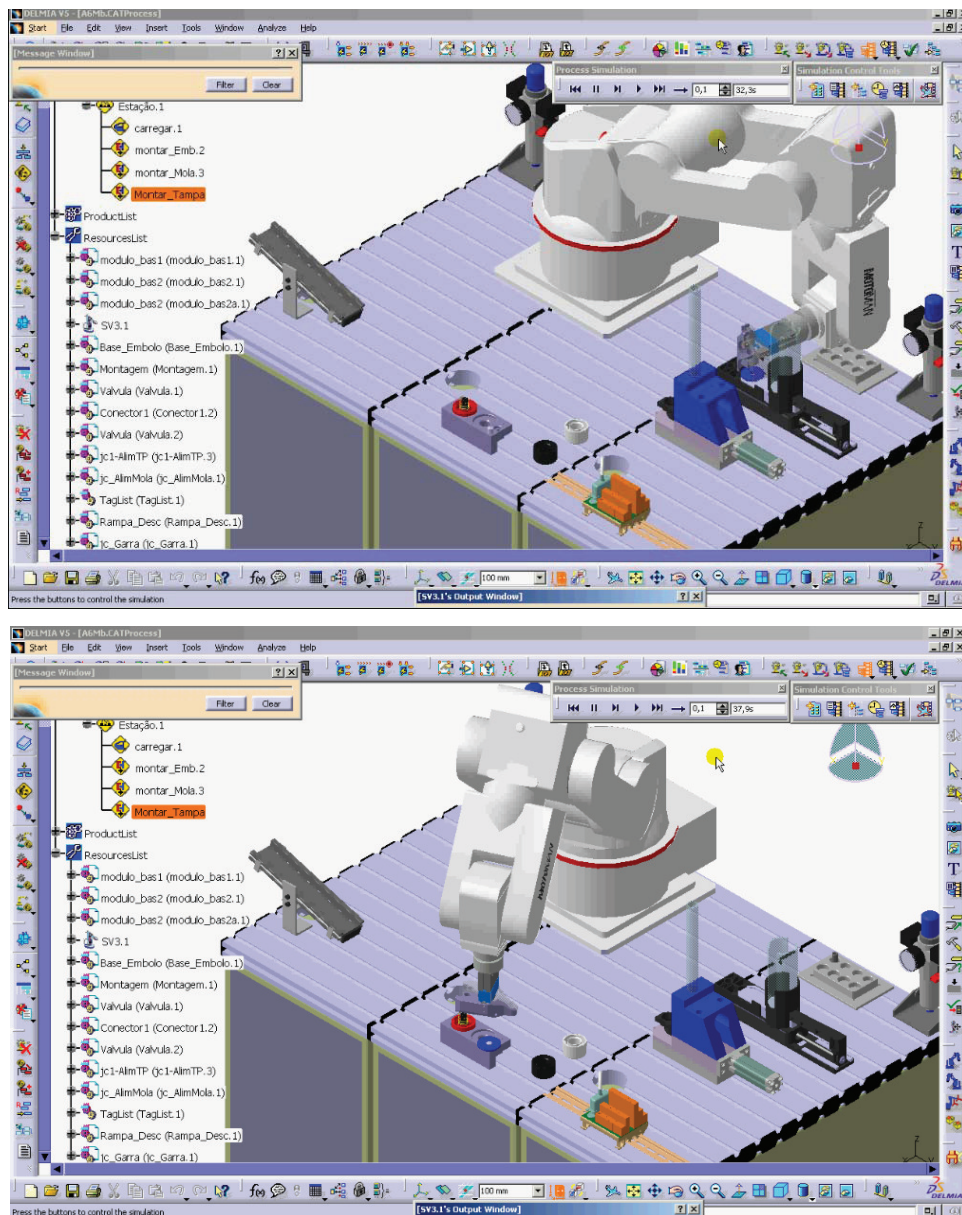 DELMIA V5 - [A6Mb.CATProcess]
Start File Edit View Insert Tools Window Analyze Help
[Message Window]
Filter Clear
Process Simulation
0,1 32,3s
Simulation Control Tools
Estação.1
carregar.1
montar_Emb.2
montar_Mola.3
Montar_Tampa
ProductList
ResourcesList
modulo_bas1 (modulo_bas1.1)
modulo_bas2 (modulo_bas2.1)
modulo_bas2 (modulo_bas2a.1)
SV3.1
Base_Embolo (Base_Embolo.1)
Montagem (Montagem.1)
Valvula (Valvula.1)
Conector1 (Conector1.2)
Valvula (Valvula.2)
jc1-AlimTP (jc1-AlimTP.3)
jc_AlimMola (jc_AlimMola.1)
TagList (TagList.1)
Rampa_Desc (Rampa_Desc.1)
jc_Garra (jc_Garra.1)
MOTOMAN
100 mm
DELMIA
Press the buttons to control the simulation
[SV3.1's Output Window]
DELMIA V5 - [A6Mb.CATProcess]
Start File Edit View Insert Tools Window Analyze Help
[Message Window]
Filter Clear
Process Simulation
0,1 37,9s
Simulation Control Tools
Estação.1
carregar.1
montar_Emb.2
montar_Mola.3
Montar_Tampa
ProductList
ResourcesList
modulo_bas1 (modulo_bas1.1)
modulo_bas2 (modulo_bas2.1)
modulo_bas2 (modulo_bas2a.1)
SV3.1
Base_Embolo (Base_Embolo.1)
Montagem (Montagem.1)
Valvula (Valvula.1)
Conector1 (Conector1.2)
Valvula (Valvula.2)
jc1-AlimTP (jc1-AlimTP.3)
jc_AlimMola (jc_AlimMola.1)
TagList (TagList.1)
Rampa_Desc (Rampa_Desc.1)
jc_Garra (jc_Garra.1)
MOTOMAN
100 mm
DELMIA
Press the buttons to control the simulation
[SV3.1's Output Window]